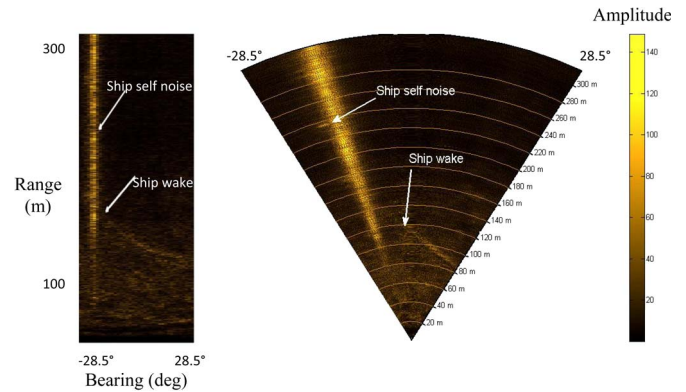 Amplitude
300
-28.5°
28.5°
140
120
100
80
60
40
20
Ship self noise
Ship self noise
Ship wake
Ship wake
Range
(m)
100
300 m
280 m
260 m
240 m
220 m
200 m
180 m
160 m
140 m
120 m
100 m
80 m
60 m
40 m
20 m
-28.5°
28.5°
Bearing (deg)